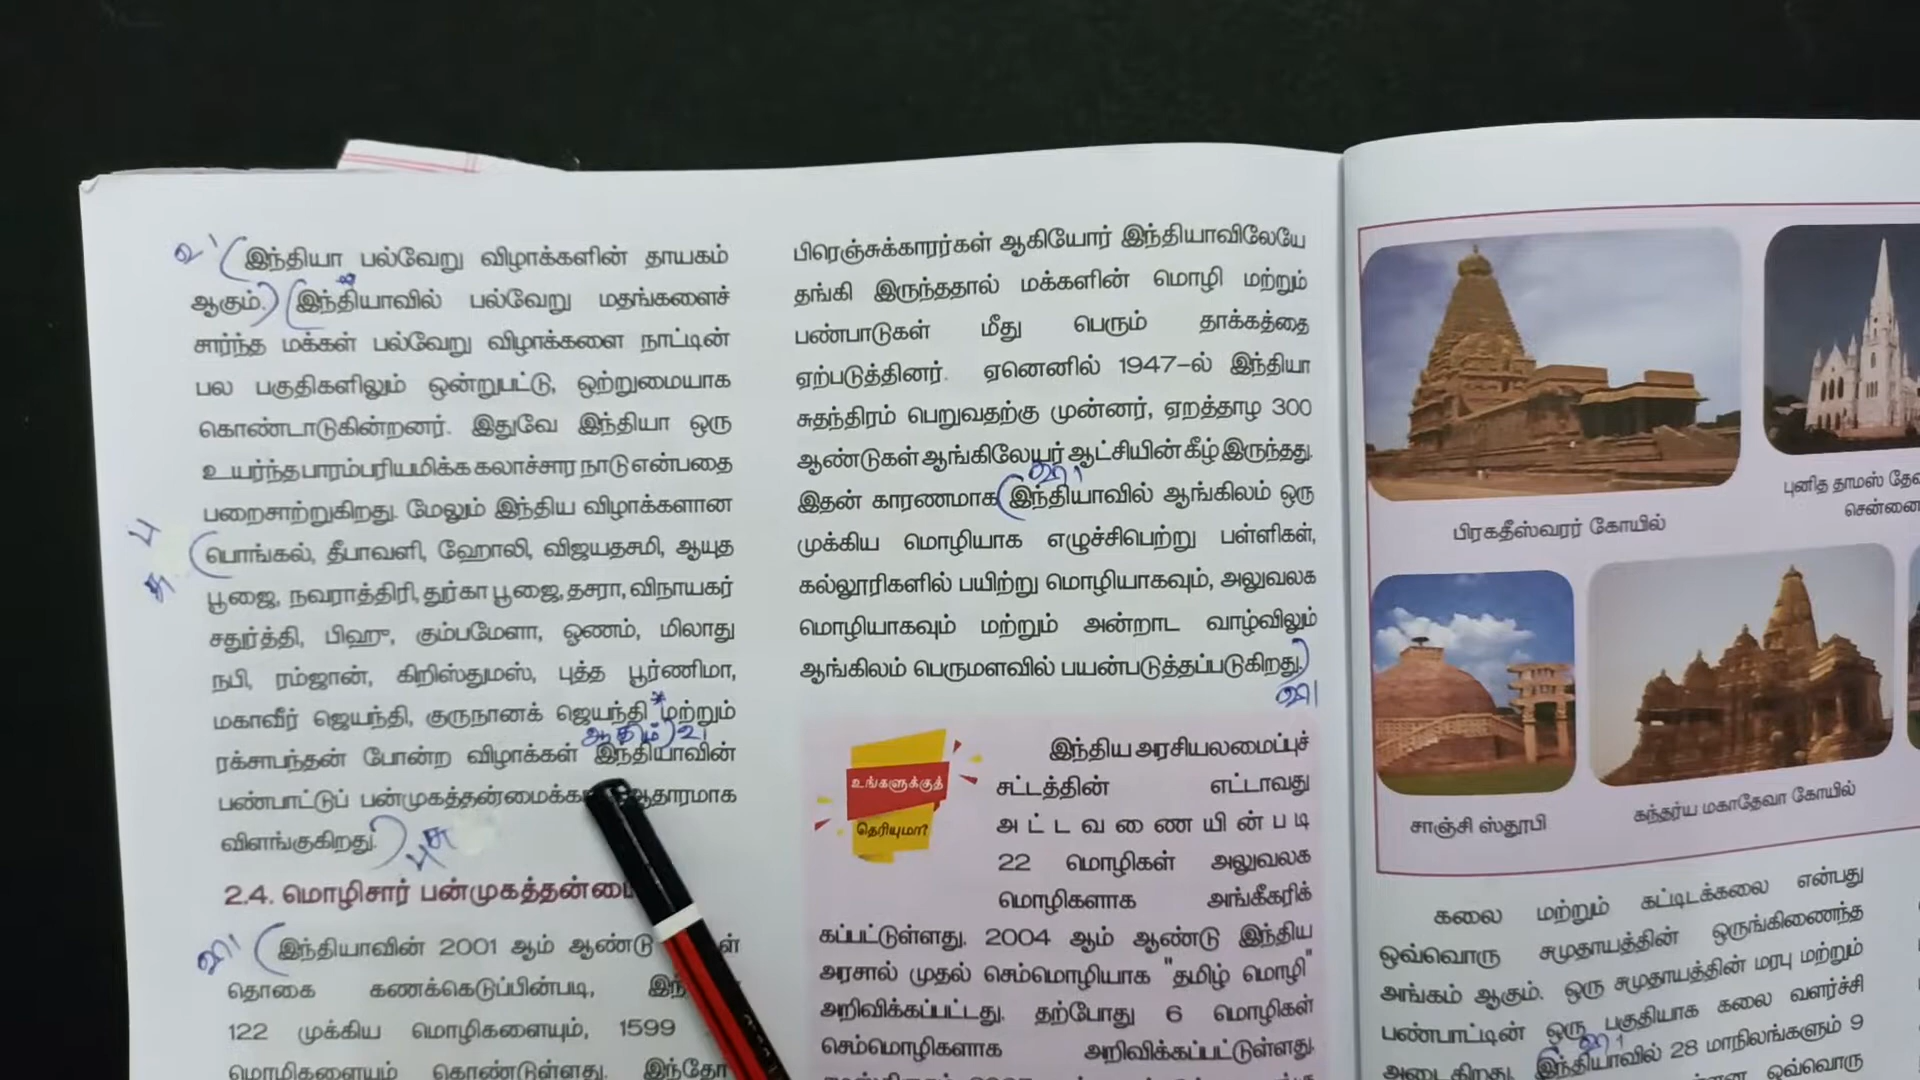 இந்தியா பல்வேறு விழாக்களின் தாயகம்
ஆகும். இந்தியாவில் பல்வேறு மதங்களைச்
சார்ந்த மக்கள் பல்வேறு விழாக்களை நாட்டின்
பல பகுதிகளிலும் ஒன்றுபட்டு, ஒற்றுமையாக
கொண்டாடுகின்றனர். இதுவே இந்தியா ஒரு
உயர்ந்த பாரம்பரியமிக்க கலாச்சார நாடு என்பதை
பறைசாற்றுகிறது. மேலும் இந்திய விழாக்களான
பொங்கல், தீபாவளி, ஹோலி, விஜயதசமி, ஆயுத
பூஜை, நவராத்திரி, துர்கா பூஜை, தசரா, விநாயகர்
சதுர்த்தி, பிஹு, கும்பமேளா, ஓணம், மிலாது
நபி, ரம்ஜான், கிறிஸ்துமஸ், புத்த பூர்ணிமா,
மகாவீர் ஜெயந்தி, குருநானக் ஜெயந்தி மற்றும்
ரக்சாபந்தன் போன்ற விழாக்கள் இந்தியாவின்
பண்பாட்டுப் ஆதாரமாக
விளங்குகிறது.
2.4. மொழிசார்
இந்தியாவின் 2001 ஆம் ஆண்டு
தொகை கணக்கெடுப்பின்படி,
122 முக்கிய மொழிகளையும், 1599
மொழிகளையும் கொண்டுள்ளது. இந்தோ
பிரெஞ்சுக்காரர்கள் ஆகியோர் இந்தியாவிலேயே
தங்கி இருந்ததால் மக்களின் மொழி மற்றும்
பண்பாடுகள் மீது பெரும் தாக்கத்தை
ஏற்படுத்தினர். ஏனெனில் 1947-ல் இந்தியா
சுதந்திரம் பெறுவதற்கு முன்னர், ஏறத்தாழ 300
ஆண்டுகள் ஆங்கிலேயர் ஆட்சியின் கீழ் இருந்தது.
இதன் காரணமாக இந்தியாவில் ஆங்கிலம் ஒரு
முக்கிய மொழியாக எழுச்சிபெற்று பள்ளிகள்,
கல்லூரிகளில் பயிற்று மொழியாகவும், அலுவலக
மொழியாகவும் மற்றும் அன்றாட வாழ்விலும்
ஆங்கிலம் பெருமளவில் பயன்படுத்தப்படுகிறது.
உங்களுக்குத்
தெரியுமா?
இந்திய அரசியலமைப்புச்
சட்டத்தின் எட்டாவது
அட்டவணையின்படி
22 மொழிகள் அலுவலக
மொழிகளாக அங்கீகரிக்
கப்பட்டுள்ளது. 2004 ஆம் ஆண்டு இந்திய
அரசால் முதல் செம்மொழியாக "தமிழ் மொழி"
அறிவிக்கப்பட்டது. தற்போது 6 மொழிகள்
செம்மொழிகளாக அறிவிக்கப்பட்டுள்ளது.
பிரகதீஸ்வரர் கோயில்
புனித தாமஸ்
சென்னை
சாஞ்சி ஸ்தூபி
கந்தர்ய மகாதேவா கோயில்
கலை மற்றும் கட்டிடக்கலை என்பது
ஒவ்வொரு சமுதாயத்தின் ஒருங்கிணைந்த
அங்கம் ஆகும். ஒரு சமுதாயத்தின் மரபு மற்றும்
பண்பாட்டின் ஒரு பகுதியாக கலை வளர்ச்சி
அடைகிறது. இந்தியாவில் 28 மாநிலங்களும் 9
ஒவ்வொரு